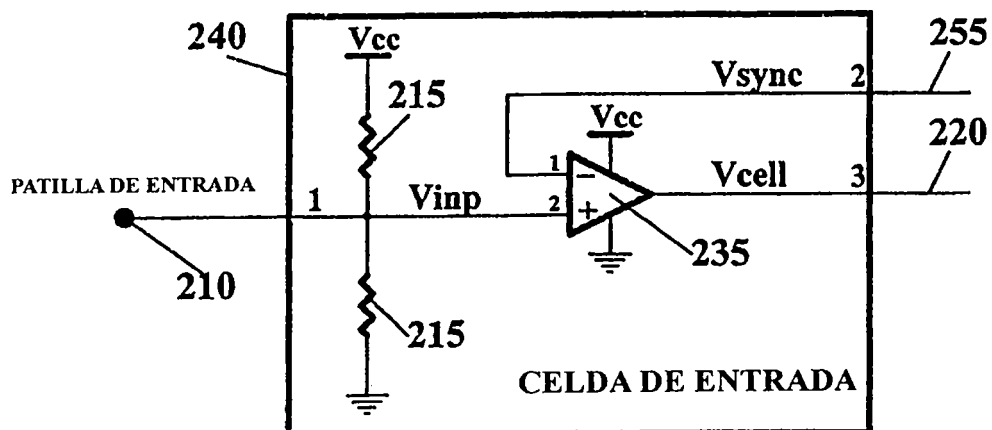 240
Vcc
215
Vsync
2
255
Vcc
220
PATILLA DE ENTRADA
1
Vinp
1
−
2
+
Vcell
3
210
235
215
CELDA DE ENTRADA